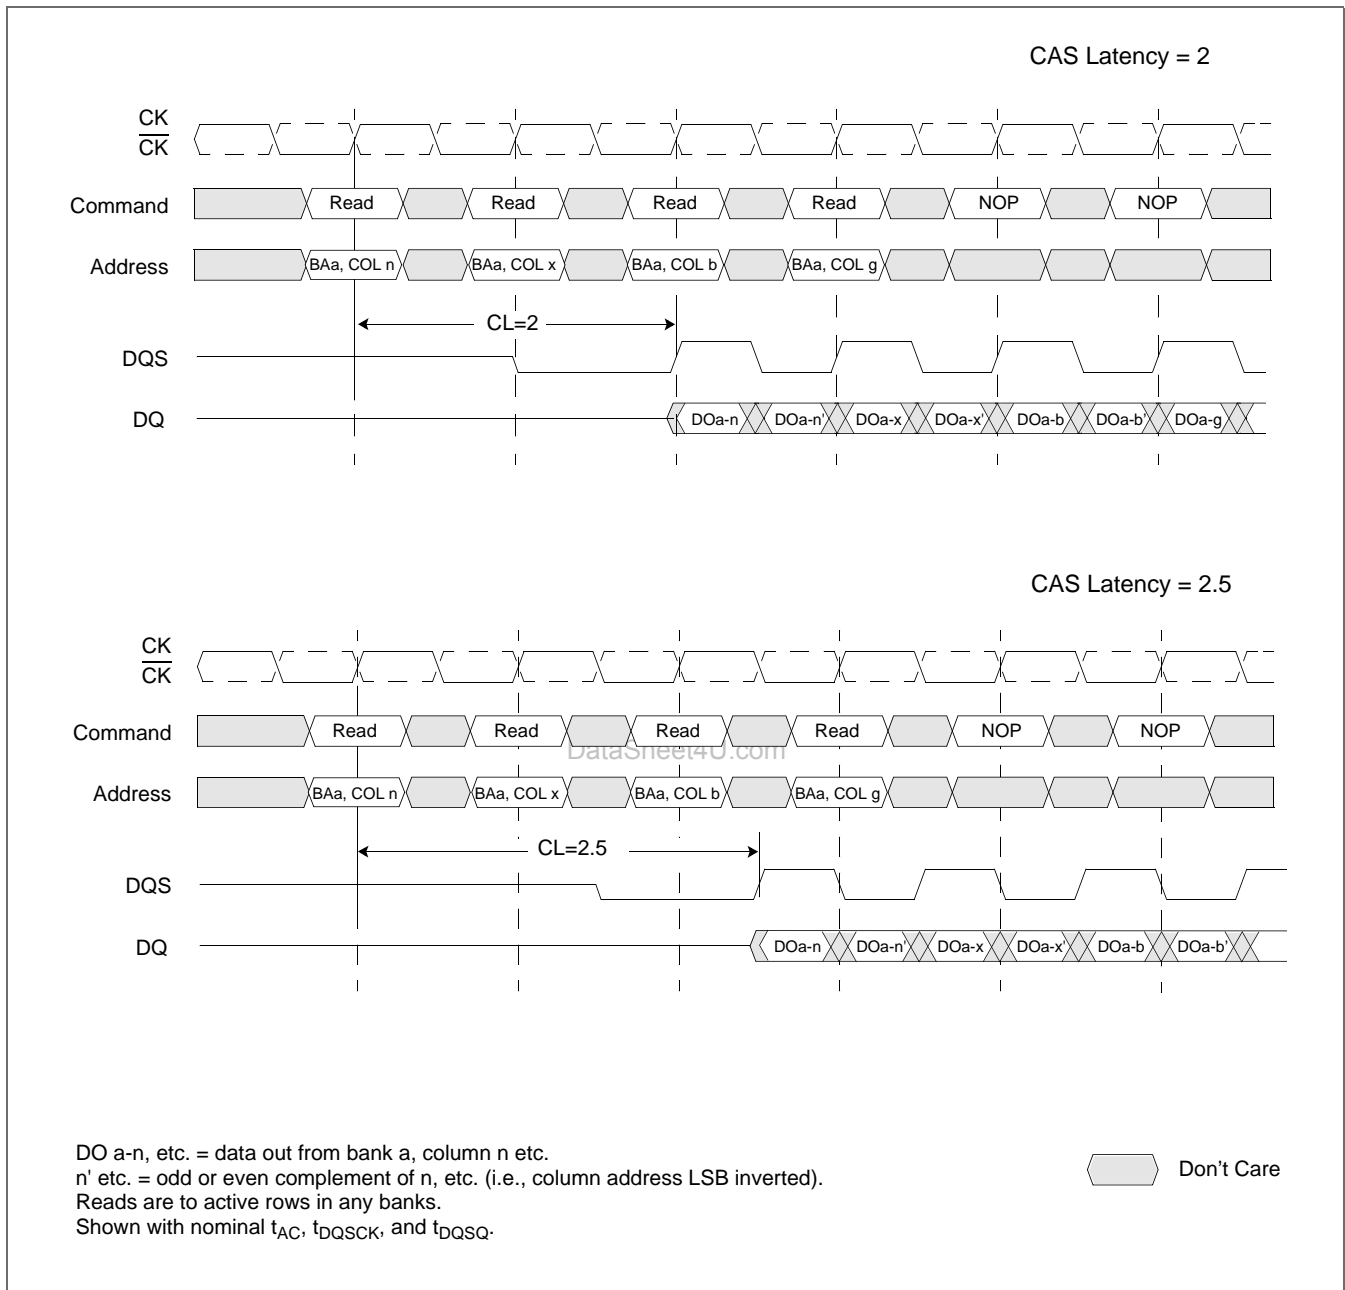 CAS Latency = 2
CK
CK
Command Read Read Read Read NOP NOP
Address BAa, COL n BAa, COL x BAa, COL b BAa, COL g
CL=2
DQS
DQ DOa-n DOa-n' DOa-x DOa-x' DOa-b DOa-b' DOa-g
CAS Latency = 2.5
CK
CK
Command Read Read Read Read NOP NOP
DataSheet4U.com
Address BAa, COL n BAa, COL x BAa, COL b BAa, COL g
CL=2.5
DQS
DQ DOa-n DOa-n' DOa-x DOa-x' DOa-b DOa-b'
DO a-n, etc. = data out from bank a, column n etc.
n' etc. = odd or even complement of n, etc. (i.e., column address LSB inverted).
Reads are to active rows in any banks.
Shown with nominal tAC, tDQSCK, and tDQSQ.
Don't Care